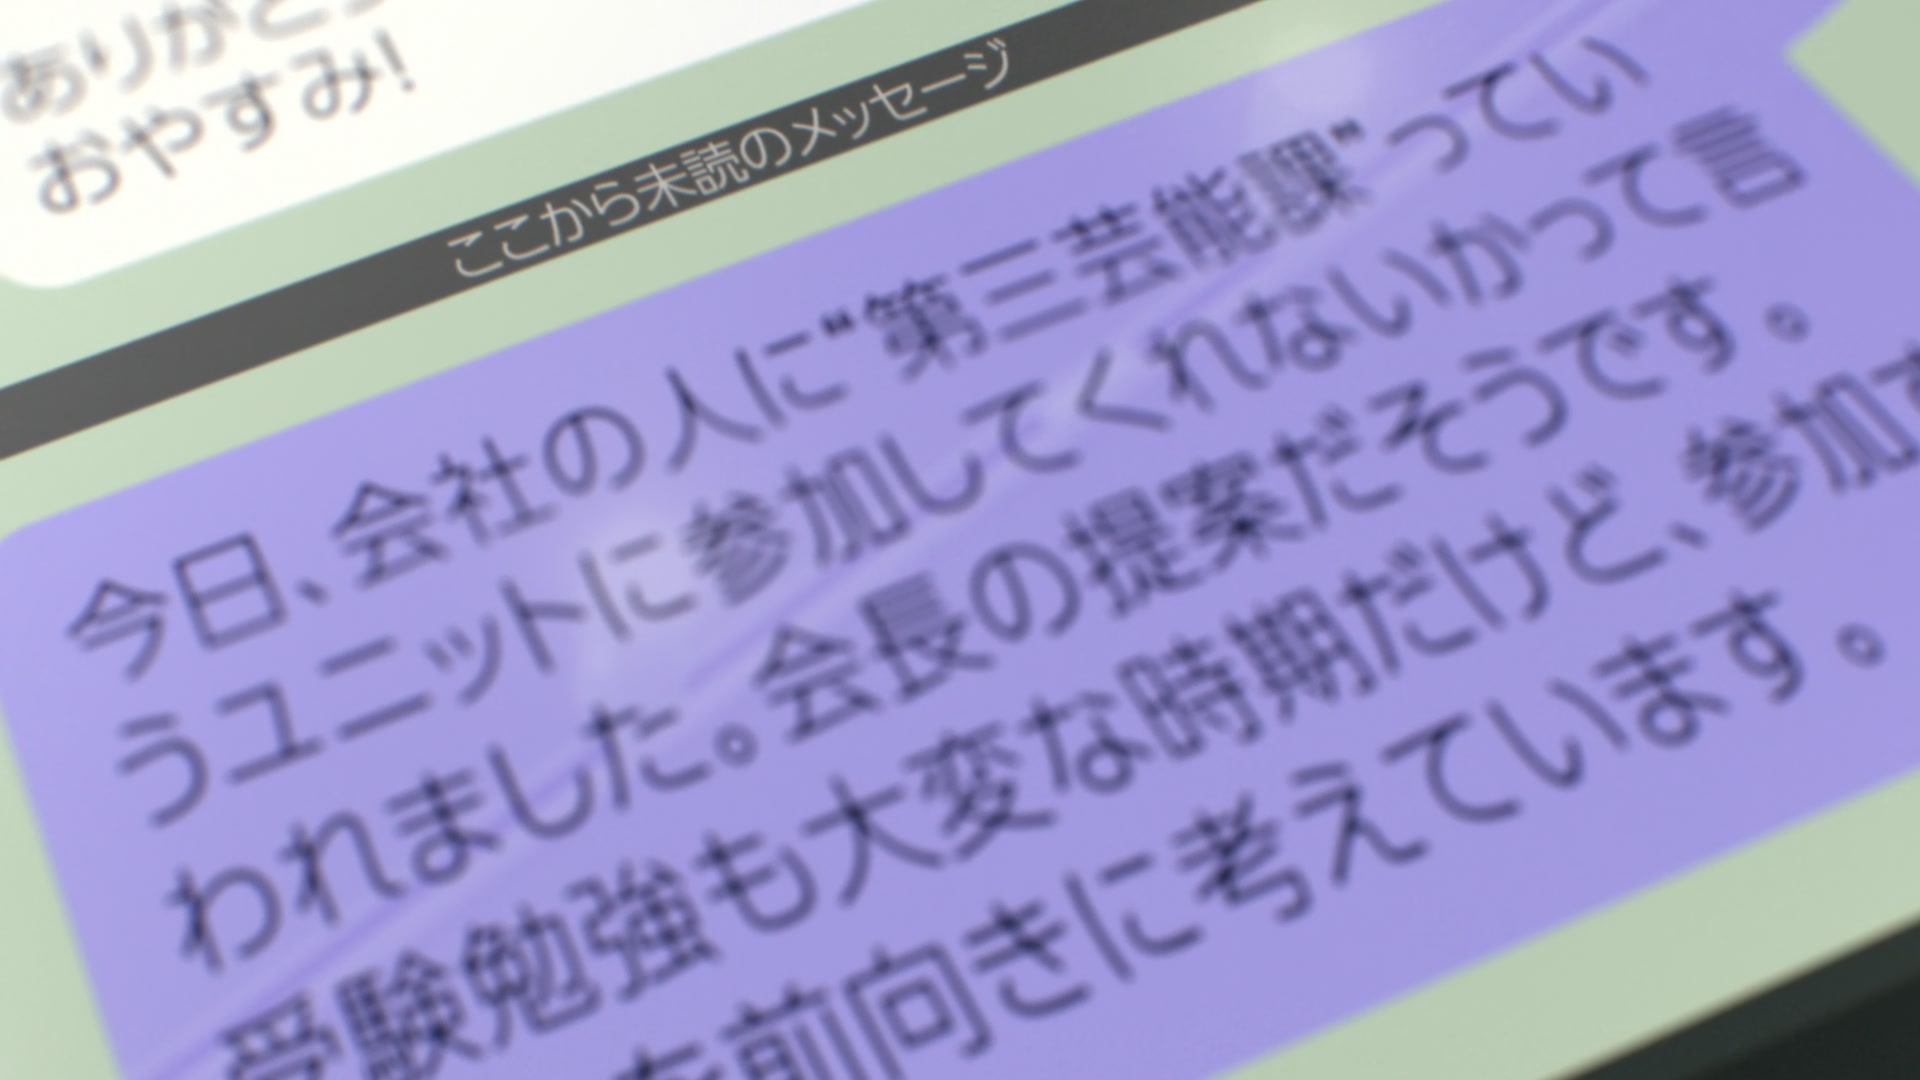 ありがとう
おやすみ!
ここから未読のメッセージ
今日、会社の人に“第三芸能課”ってい
うユニットに参加してくれないかって言
われました。会長の提案だそうです。
受験勉強も大変な時期だけど、参加す
を前向きに考えています。